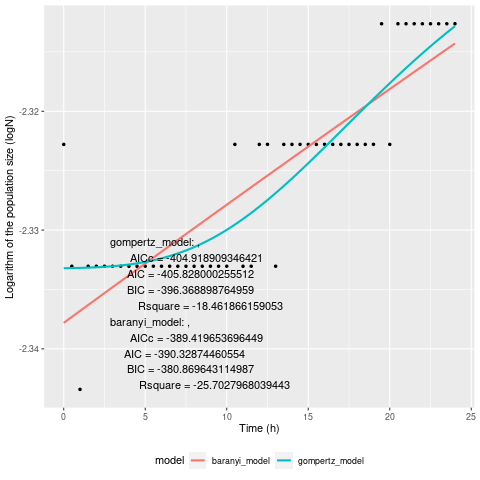 -2.32
-2.33
-2.34
Logarithm of the population size (logN)
gompertz_model: ,
AICc = -404.918909346421
AIC = -405.828000255512
BIC = -396.368898764959
Rsquare = -18.461866159053
baranyi_model: ,
AICc = -389.419653696449
AIC = -390.32874460554
BIC = -380.869643114987
Rsquare = -25.7027968039443
0 5 10 15 20 25
Time (h)
model baranyi_model gompertz_model